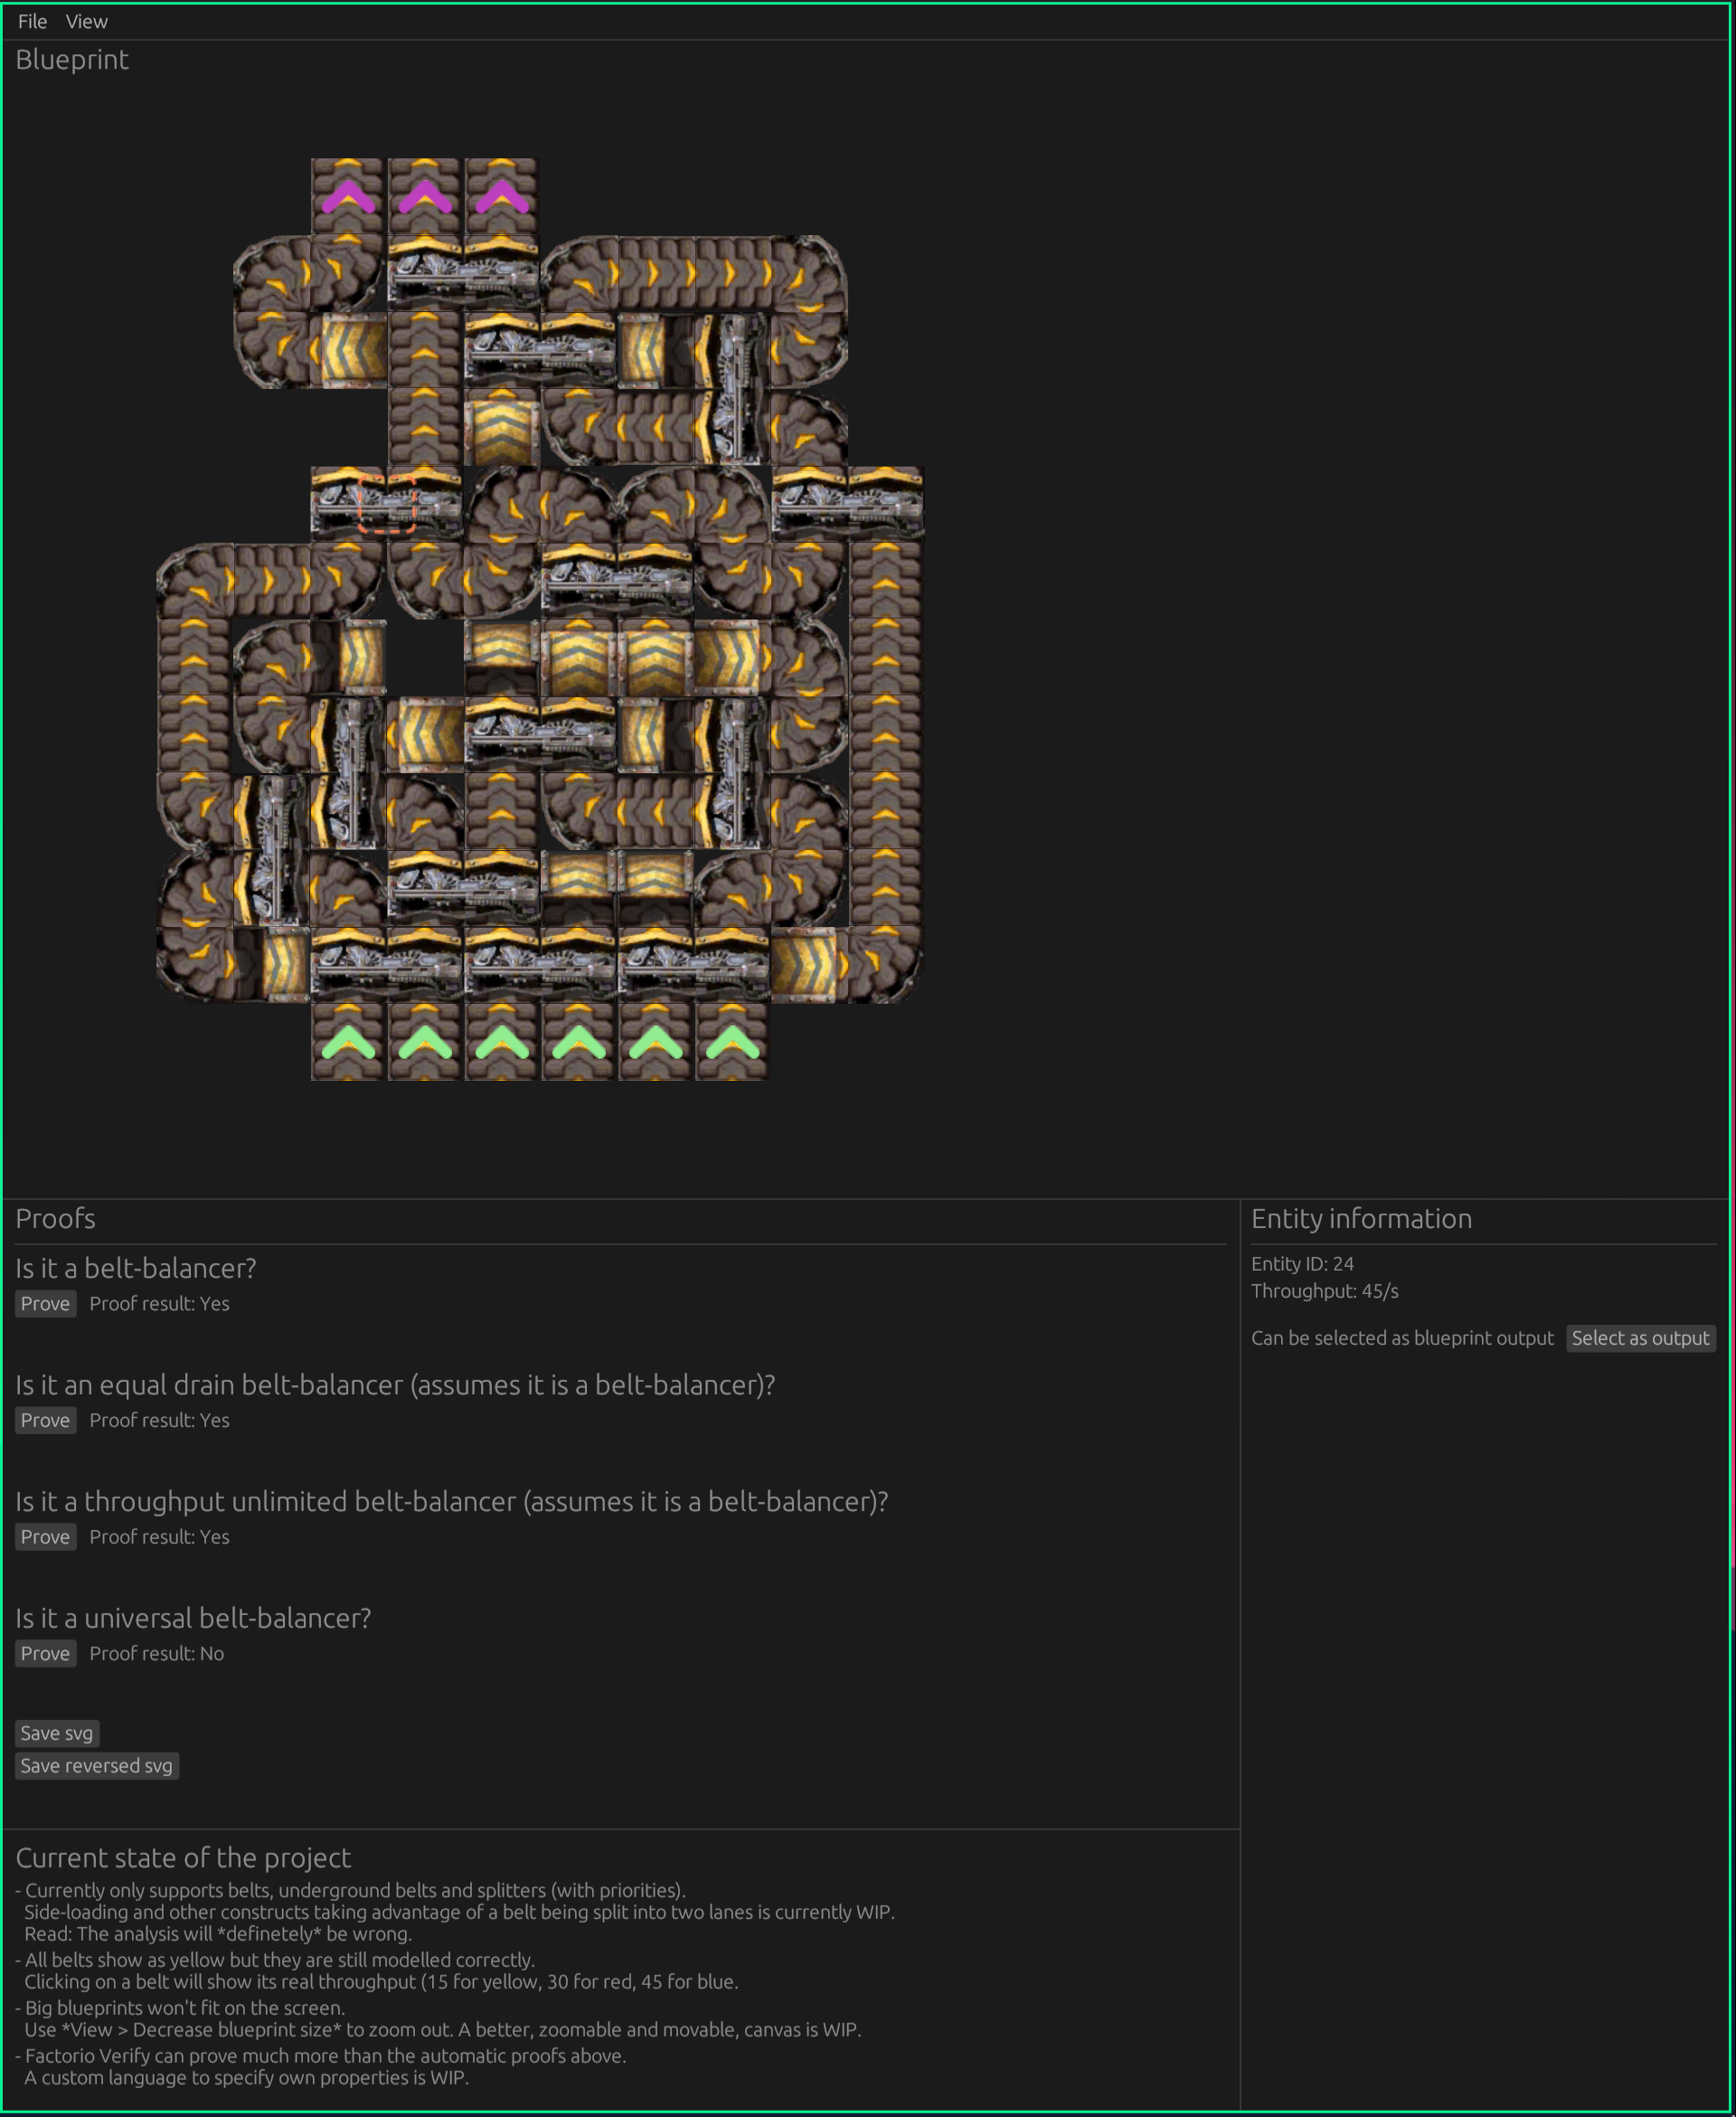 File View
Blueprint
Proofs
Is it a belt-balancer?
Prove Proof result: Yes
Is it an equal drain belt-balancer (assumes it is a belt-balancer)?
Prove Proof result: Yes
Is it a throughput unlimited belt-balancer (assumes it is a belt-balancer)?
Prove Proof result: Yes
Is it a universal belt-balancer?
Prove Proof result: No
Save svg
Save reversed svg
Entity information
Entity ID: 24
Throughput: 45/s
Can be selected as blueprint output Select as output
Current state of the project
- Currently only supports belts, underground belts and splitters (with priorities).
Side-loading and other constructs taking advantage of a belt being split into two lanes is currently WIP.
Read: The analysis will *definetely* be wrong.
- All belts show as yellow but they are still modelled correctly.
Clicking on a belt will show its real throughput (15 for yellow, 30 for red, 45 for blue.
- Big blueprints won't fit on the screen.
Use *View > Decrease blueprint size* to zoom out. A better, zoomable and movable, canvas is WIP.
- Factorio Verify can prove much more than the automatic proofs above.
A custom language to specify own properties is WIP.